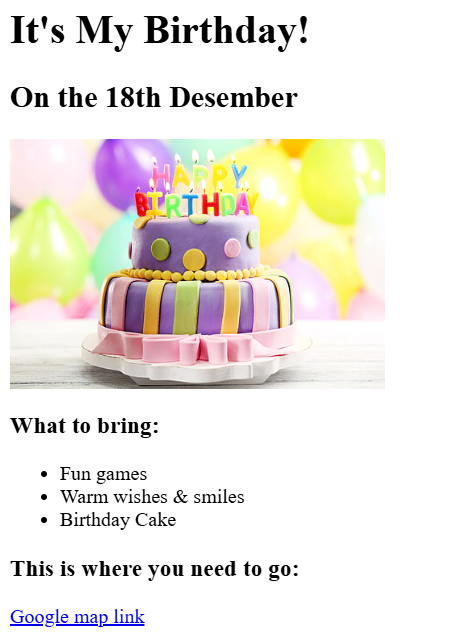 It's My Birthday!
On the 18th Desember
HAPPY
BIRTHDAY
What to bring:
Fun games
Warm wishes & smiles
Birthday Cake
This is where you need to go:
Google map link